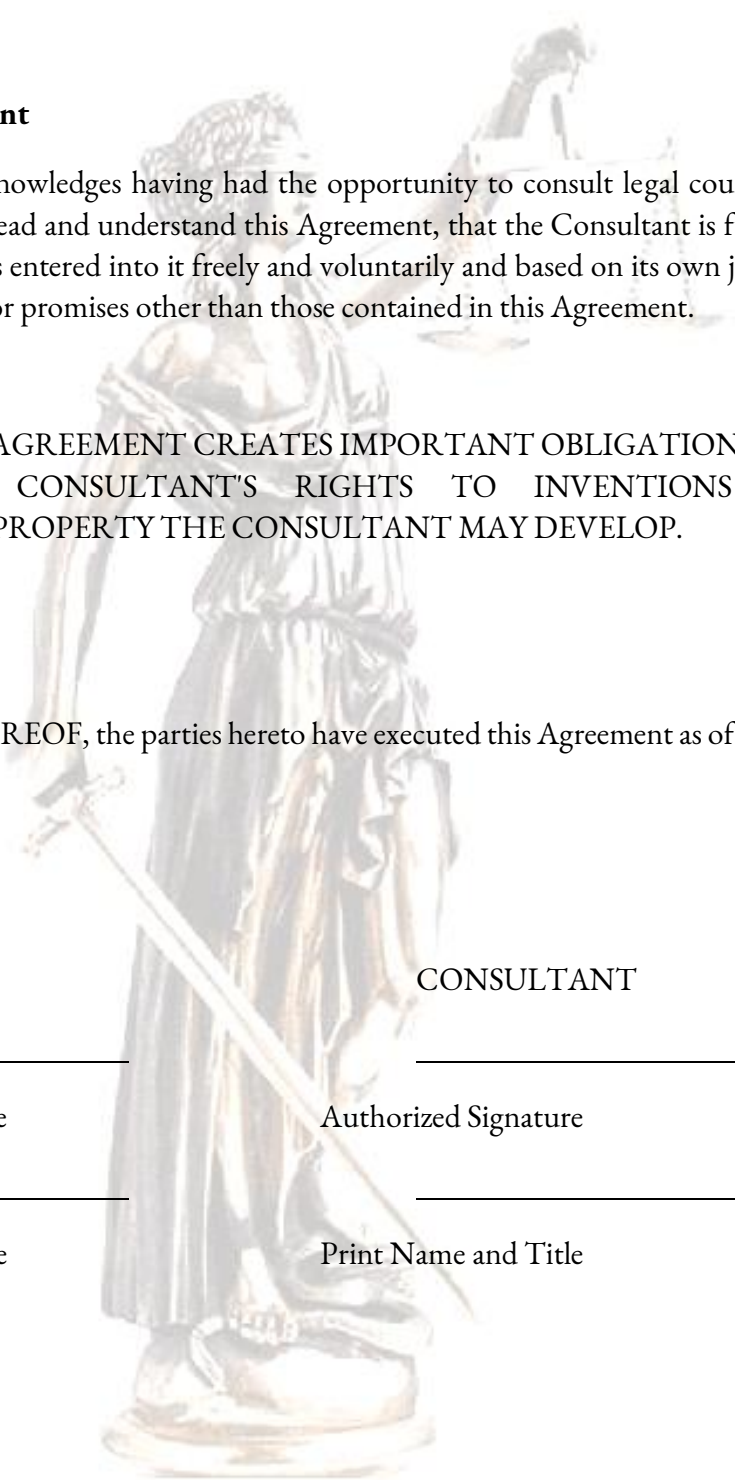 nt
nowledges having had the opportunity to consult legal cou
ead and understand this Agreement, that the Consultant is f
s entered into it freely and voluntarily and based on its own j
or promises other than those contained in this Agreement.
AGREEMENT CREATES IMPORTANT OBLIGATION
CONSULTANT'S RIGHTS TO INVENTIONS
PROPERTY THE CONSULTANT MAY DEVELOP.
REOF, the parties hereto have executed this Agreement as of
CONSULTANT
e Authorized Signature
e Print Name and Title